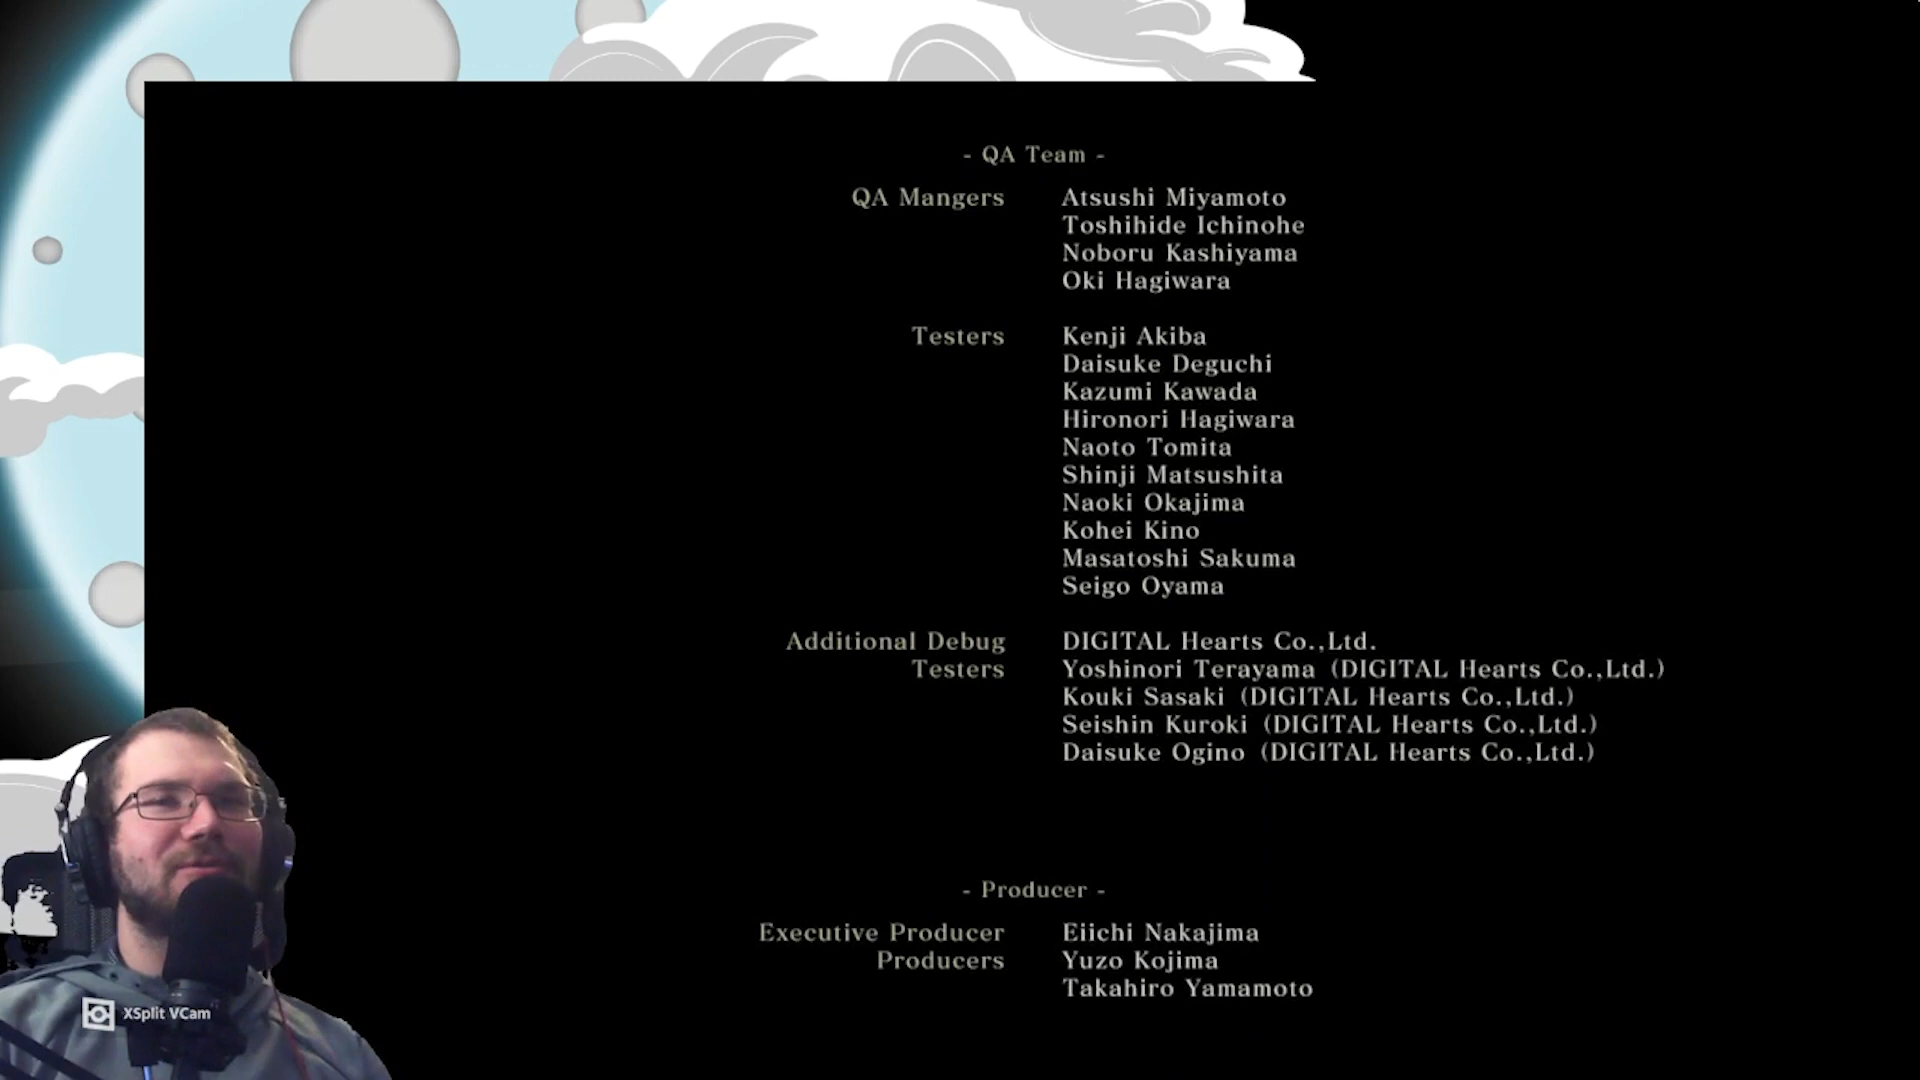 - QA Team -
QA Mangers Atsushi Miyamoto
Toshihide Ichinohe
Noboru Kashiyama
Oki Hagiwara
Testers Kenji Akiba
Daisuke Deguchi
Kazumi Kawada
Hironori Hagiwara
Naoto Tomita
Shinji Matsushita
Naoki Okajima
Kohei Kino
Masatoshi Sakuma
Seigo Oyama
Additional Debug DIGITAL Hearts Co.,Ltd.
Testers Yoshinori Terayama (DIGITAL Hearts Co.,Ltd.)
Kouki Sasaki (DIGITAL Hearts Co.,Ltd.)
Seishin Kuroki (DIGITAL Hearts Co.,Ltd.)
Daisuke Ogino (DIGITAL Hearts Co.,Ltd.)
- Producer -
Executive Producer Eiichi Nakajima
Producers Yuzo Kojima
Takahiro Yamamoto
XSplit VCam